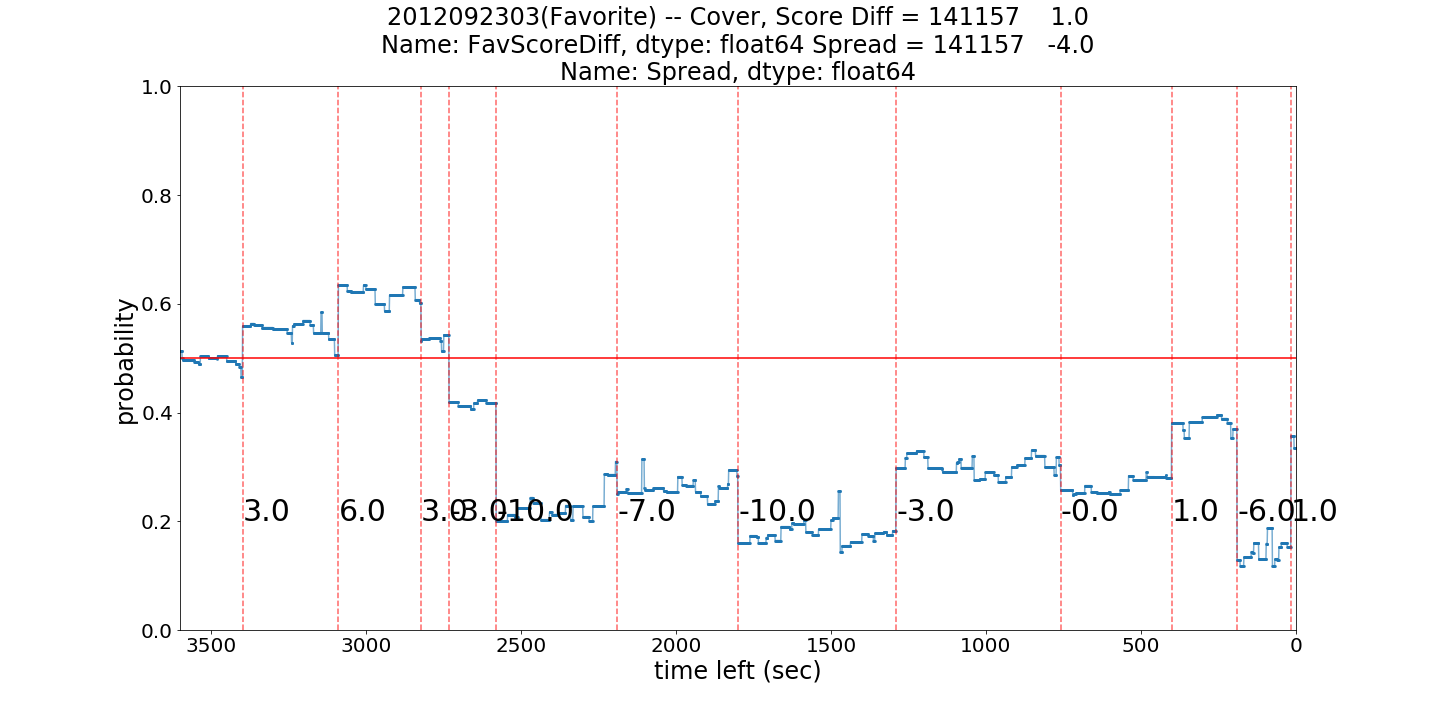 2012092303(Favorite) -- Cover, Score Diff = 141157    1.0
Name: FavScoreDiff, dtype: float64 Spread = 141157   -4.0
Name: Spread, dtype: float64
probability
1.0
0.8
0.6
0.4
0.2
0.0
3.0 6.0 3.0 -3.0 -10.0 -7.0 -10.0 -3.0 -0.0 1.0 -6.0 1.0
3500 3000 2500 2000 1500 1000 500 0
time left (sec)